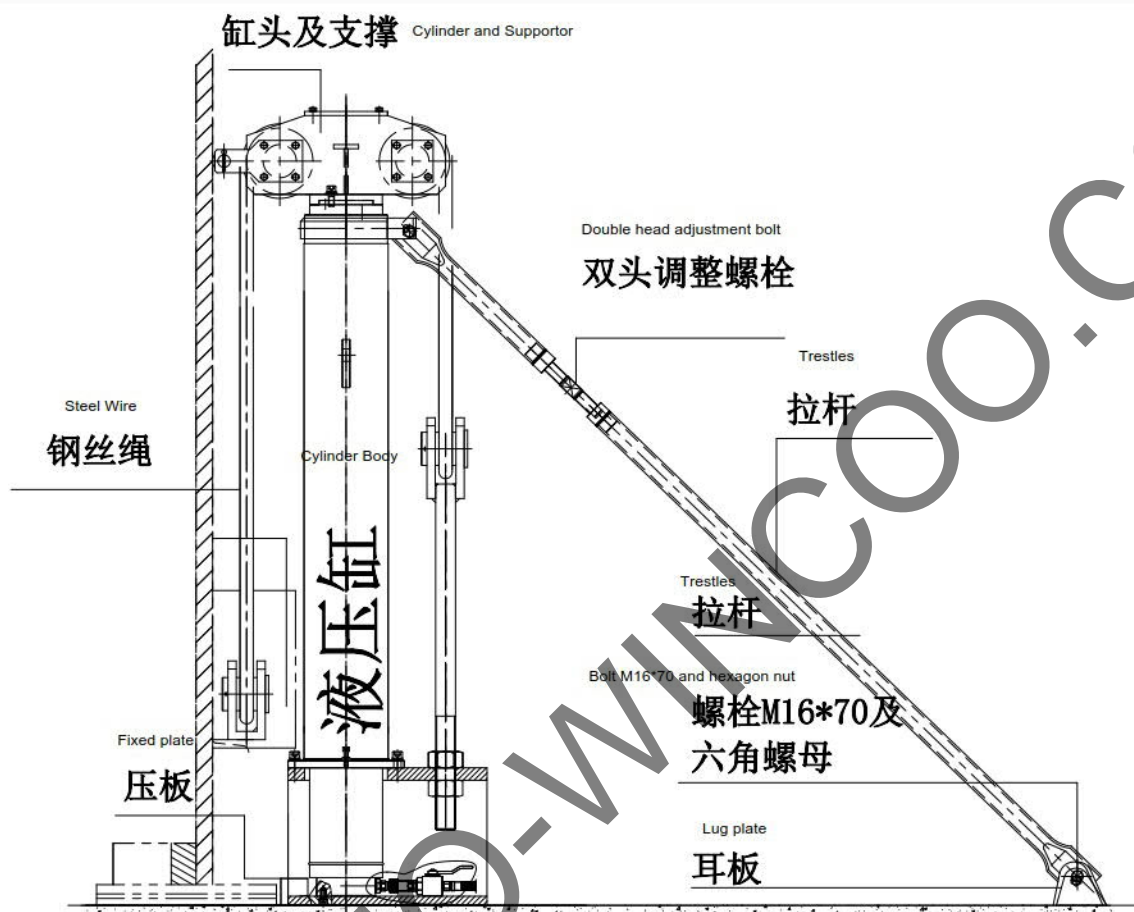 缸头及支撑 Cylinder and Supportor
Double head adjustment bolt
双头调整螺栓
Trestles
拉杆
Steel Wire
钢丝绳
Cylinder Body
液压缸
Trestles
拉杆
Bolt M16*70 and hexagon nut
螺栓M16*70及
六角螺母
Fixed plate
压板
Lug plate
耳板
O-WINCOO.C